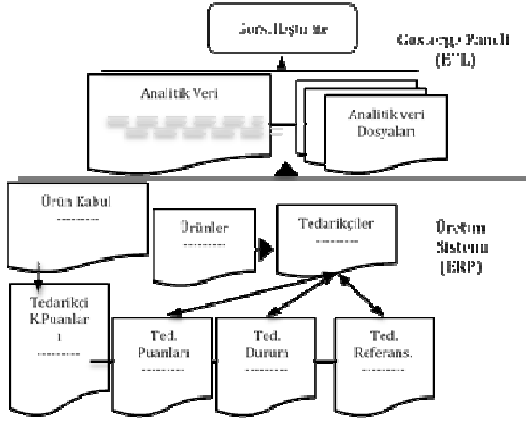 Görselleştirme
Gösterge Paneli
(ETL)
Analitik Veri
Analitik veri
Dosyaları
Ürün Kabul
----------
Ürünler
----------
Tedarikçiler
----------
Üretim
Sistemi
(ERP)
Tedarikci
K.Puanlar
ı
----------
Ted.
Puanları
----------
Ted.
Durum
----------
Ted.
Referans.
----------